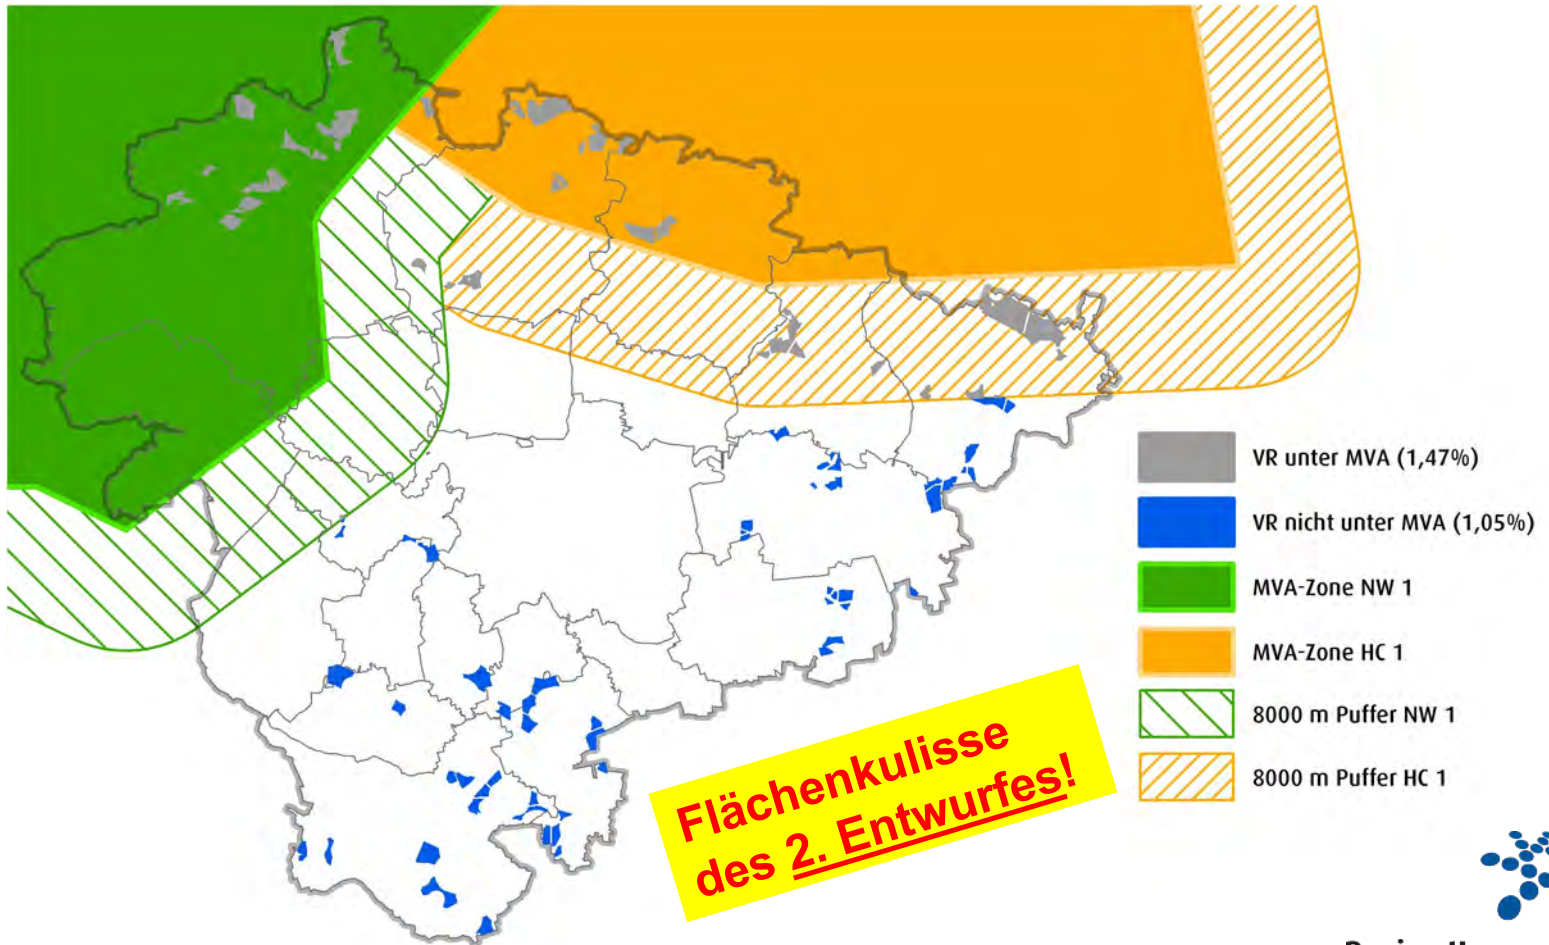 VR unter MVA (1,47%)
VR nicht unter MVA (1,05%)
MVA-Zone NW 1
MVA-Zone HC 1
8000 m Puffer NW 1
8000 m Puffer HC 1
Flächenkulisse
des 2. Entwurfes!